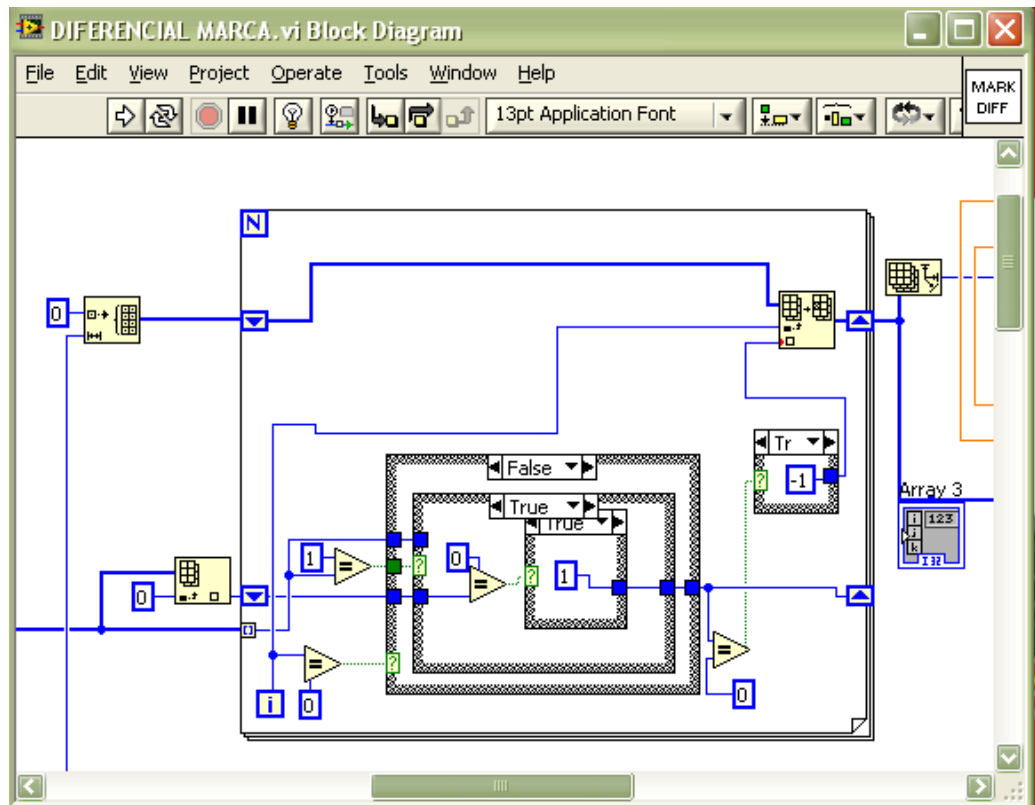 DIFERENCIAL MARCA.vi Block Diagram
File Edit View Project Operate Tools Window Help
MARK
DIFF
13pt Application Font
N
0
Tr
-1
False
True
True
Array 3
i
j
k
123
I32
1
0
1
0
0
i
0